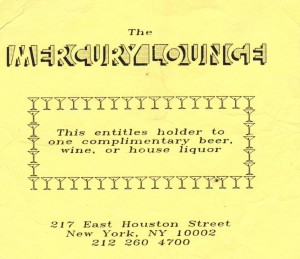 The
MERCURY LOUNGE
This entitles holder to
one complimentary beer,
wine, or house liquor
217 East Houston Street
New York, NY 10002
212 260 4700